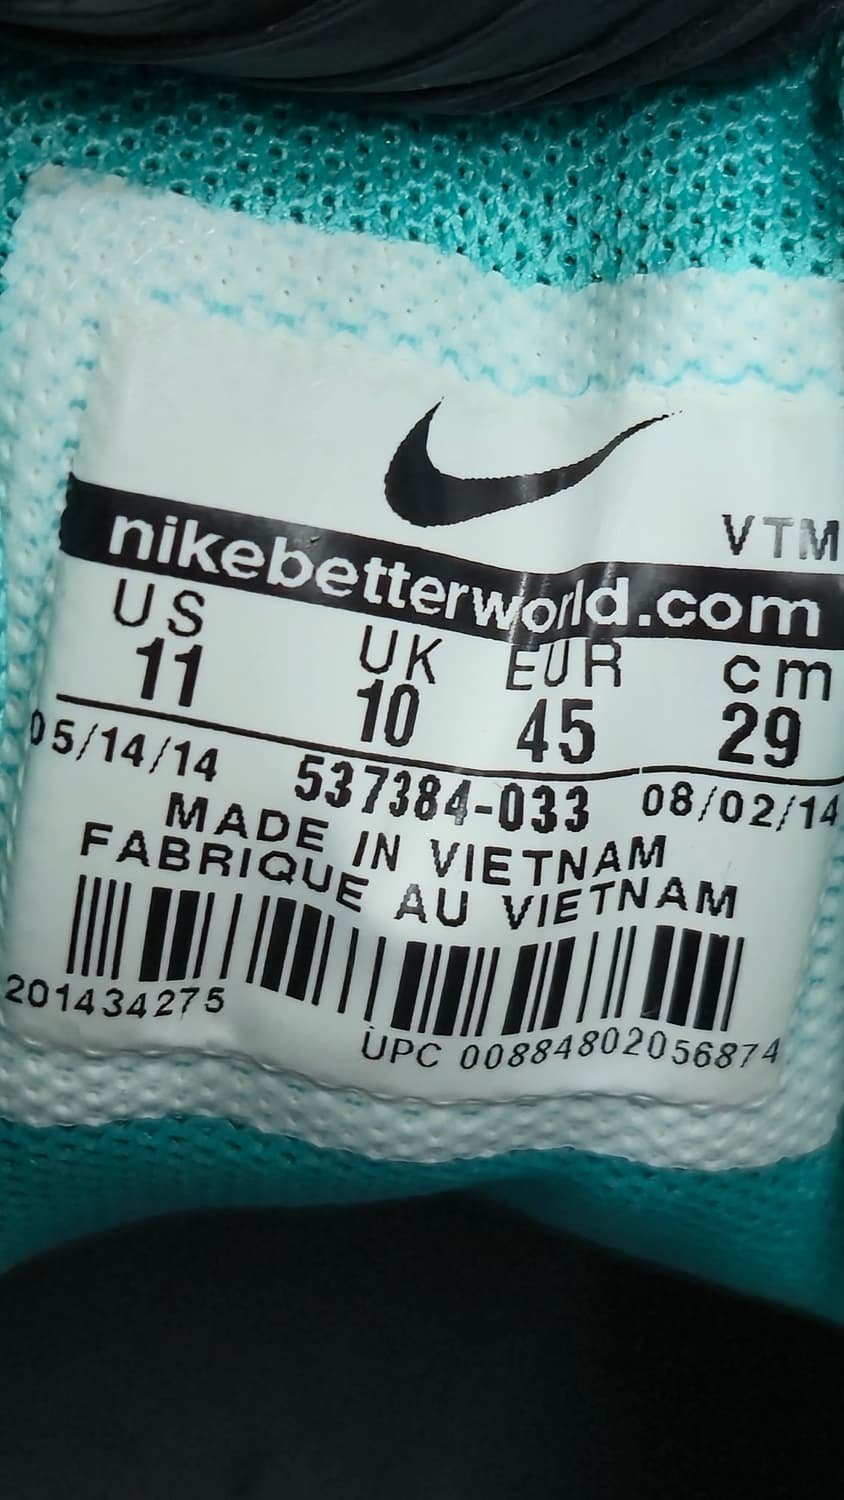 VTM
nikebetterworld.com
US UK EUR cm
11 10 45 29
05/14/14 537384-033 08/02/14
MADE IN VIETNAM
FABRIQUE AU VIETNAM
201434275
UPC 00884802056874